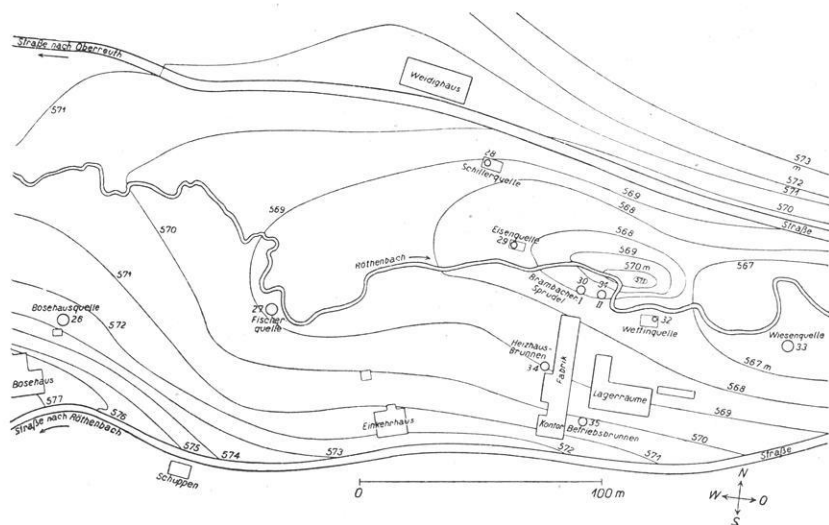 Straße nach Oberreuth
Weidighaus
571
573
m
572
571
570
Straße
28
Schillerquelle
569
568
569
570
Eisenquelle
29
568
569
570 m
571
567
Röthenbach
30
31
Brambacher I
Sprudel
II
571
Bosehausquelle
572
27
Fischer
quelle
32
Wettinquelle
Wiesenquelle
33
567 m
Heizhaus-
Brunnen
34
Fabrik
568
Lagerräume
Bosehaus
577
576
569
Einkehrhaus
Kontor
Betriebsbrunnen
35
570
Straße nach Röthenbach
575
574
573
572
571
Straße
Schuppen
0
100 m
N
W
O
S